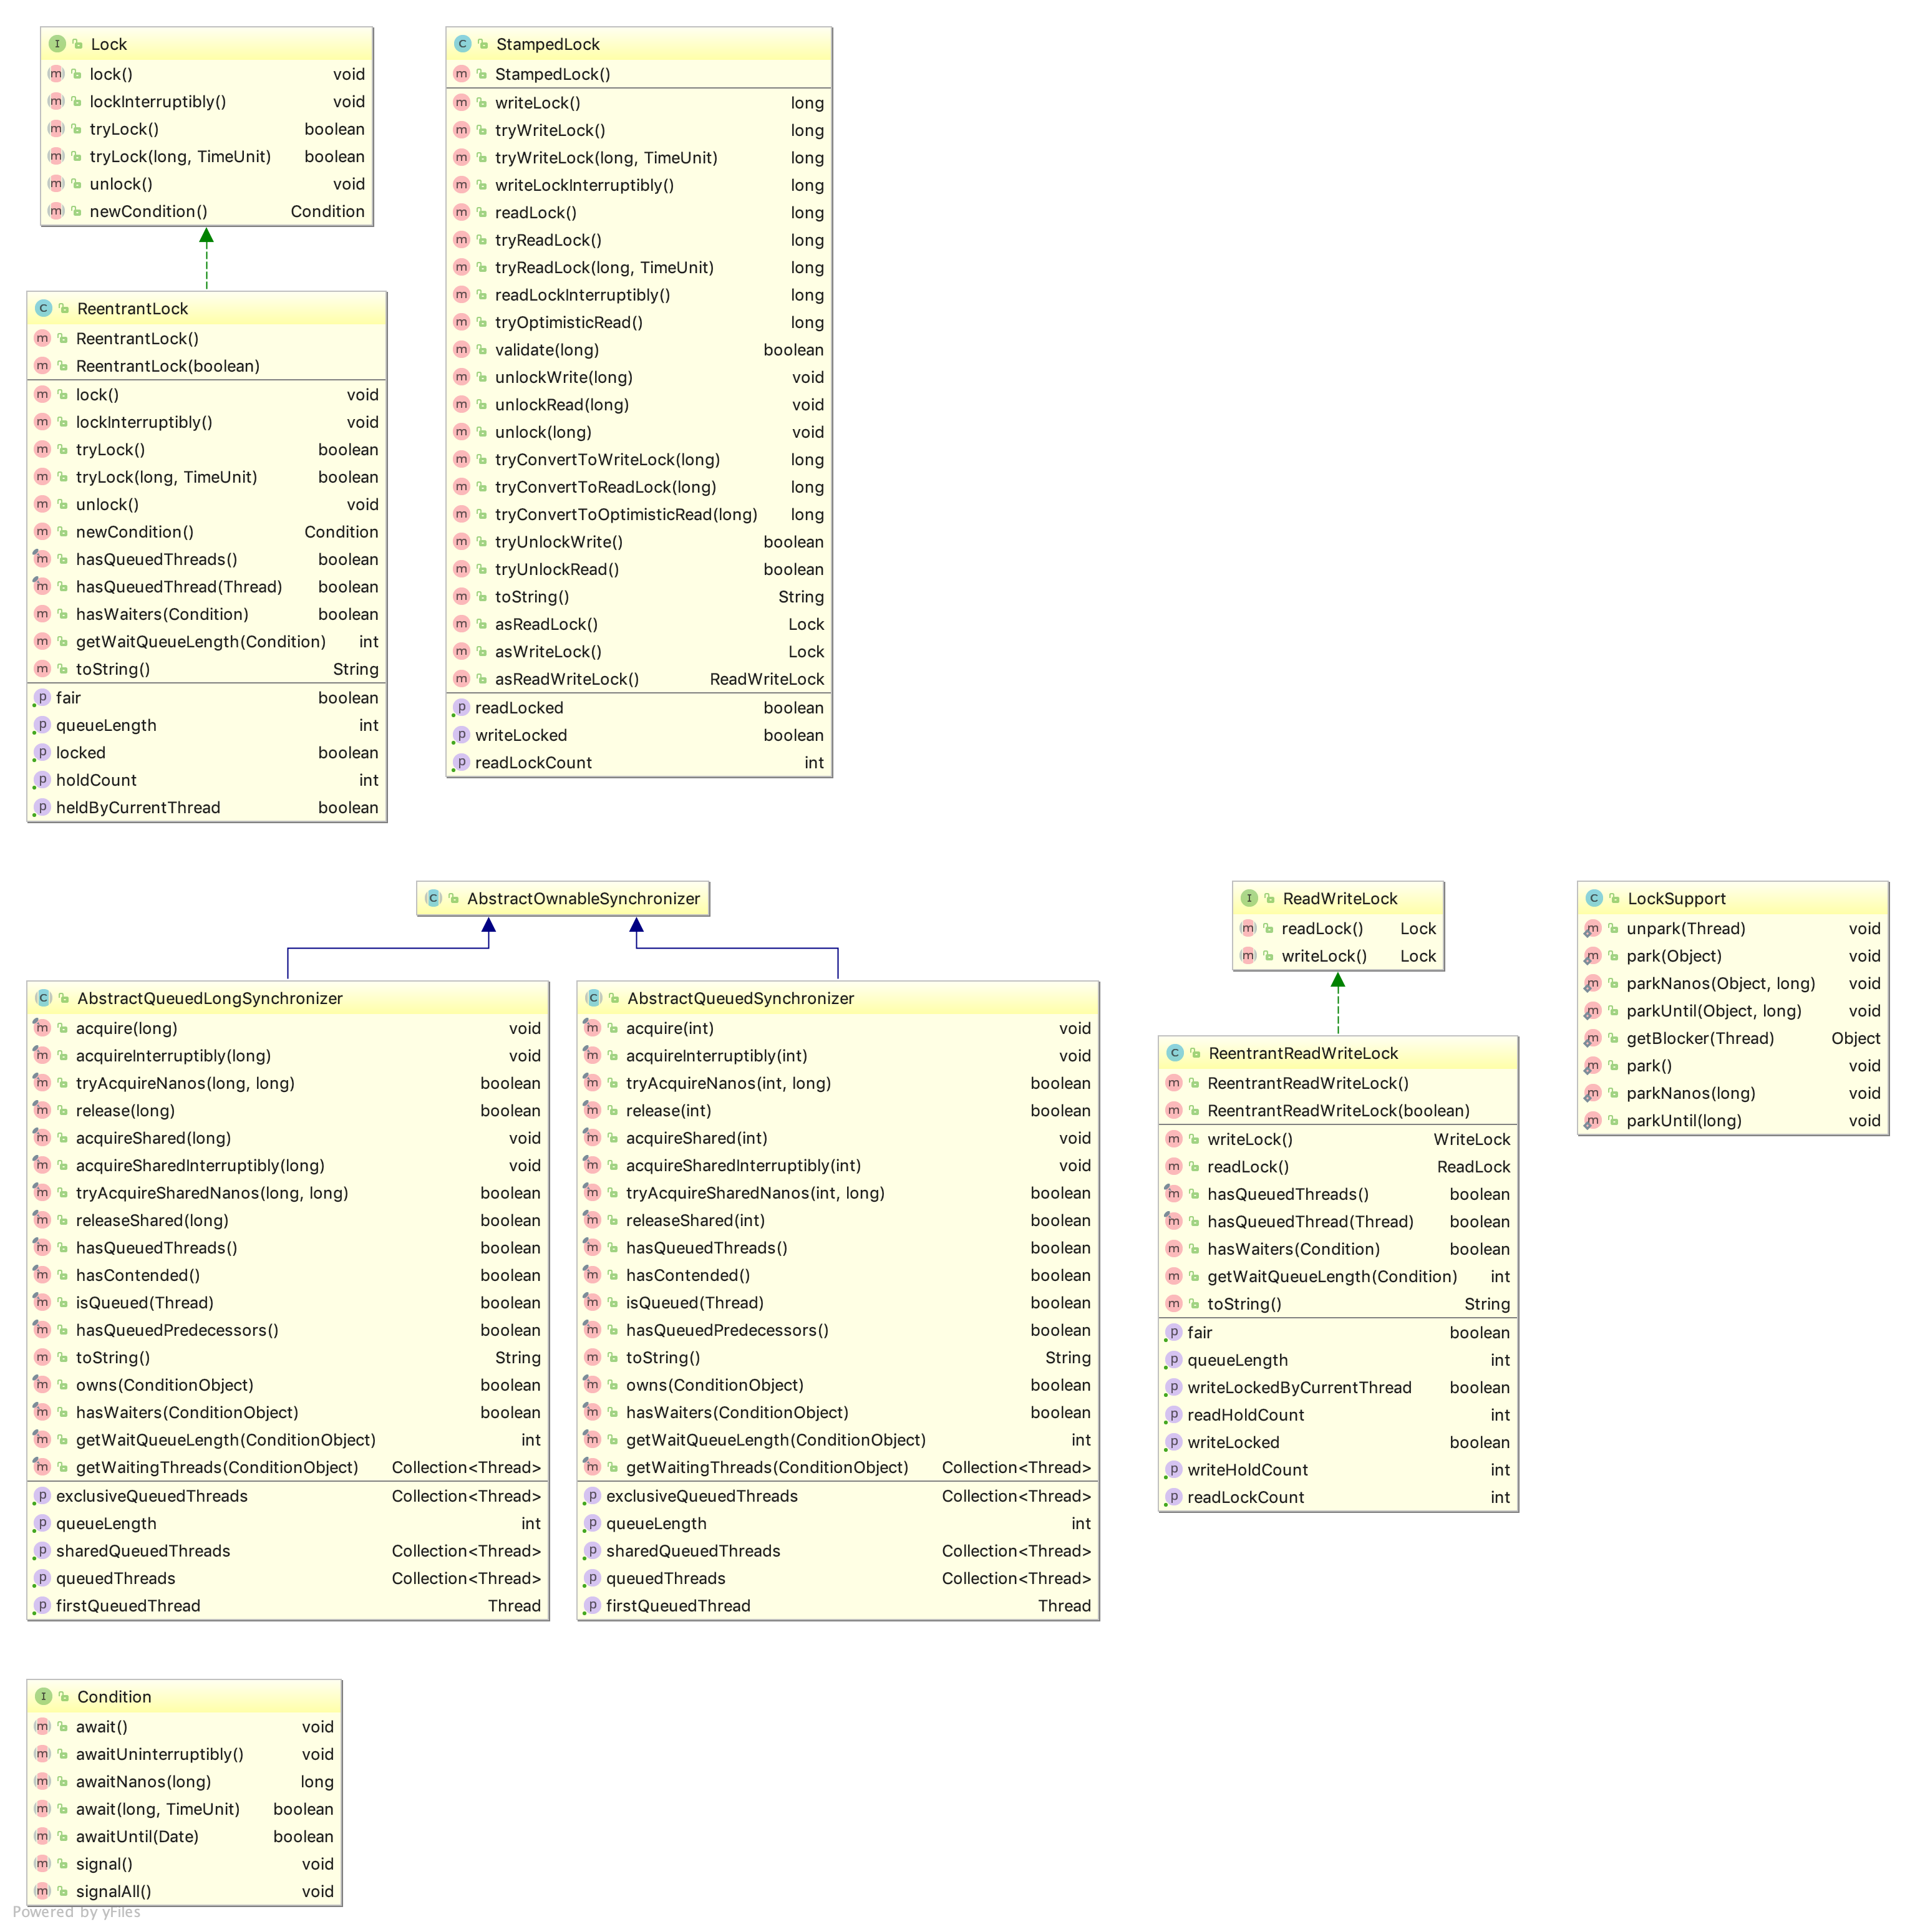 Lock
lock() void
lockInterruptibly() void
tryLock() boolean
tryLock(long, TimeUnit) boolean
unlock() void
newCondition() Condition
StampedLock
StampedLock()
writeLock() long
tryWriteLock() long
tryWriteLock(long, TimeUnit) long
writeLockInterruptibly() long
readLock() long
tryReadLock() long
tryReadLock(long, TimeUnit) long
readLockInterruptibly() long
tryOptimisticRead() long
validate(long) boolean
unlockWrite(long) void
unlockRead(long) void
unlock(long) void
tryConvertToWriteLock(long) long
tryConvertToReadLock(long) long
tryConvertToOptimisticRead(long) long
tryUnlockWrite() boolean
tryUnlockRead() boolean
toString() String
asReadLock() Lock
asWriteLock() Lock
asReadWriteLock() ReadWriteLock
readLocked boolean
writeLocked boolean
readLockCount int
ReentrantLock
ReentrantLock()
ReentrantLock(boolean)
lock() void
lockInterruptibly() void
tryLock() boolean
tryLock(long, TimeUnit) boolean
unlock() void
newCondition() Condition
hasQueuedThreads() boolean
hasQueuedThread(Thread) boolean
hasWaiters(Condition) boolean
getWaitQueueLength(Condition) int
toString() String
fair boolean
queueLength int
locked boolean
holdCount int
heldByCurrentThread boolean
AbstractOwnableSynchronizer
AbstractQueuedLongSynchronizer
acquire(long) void
acquireInterruptibly(long) void
tryAcquireNanos(long, long) boolean
release(long) boolean
acquireShared(long) void
acquireSharedInterruptibly(long) void
tryAcquireSharedNanos(long, long) boolean
releaseShared(long) boolean
hasQueuedThreads() boolean
hasContended() boolean
isQueued(Thread) boolean
hasQueuedPredecessors() boolean
toString() String
owns(ConditionObject) boolean
hasWaiters(ConditionObject) boolean
getWaitQueueLength(ConditionObject) int
getWaitingThreads(ConditionObject) Collection<Thread>
exclusiveQueuedThreads Collection<Thread>
queueLength int
sharedQueuedThreads Collection<Thread>
queuedThreads Collection<Thread>
firstQueuedThread Thread
AbstractQueuedSynchronizer
acquire(int) void
acquireInterruptibly(int) void
tryAcquireNanos(int, long) boolean
release(int) boolean
acquireShared(int) void
acquireSharedInterruptibly(int) void
tryAcquireSharedNanos(int, long) boolean
releaseShared(int) boolean
hasQueuedThreads() boolean
hasContended() boolean
isQueued(Thread) boolean
hasQueuedPredecessors() boolean
toString() String
owns(ConditionObject) boolean
hasWaiters(ConditionObject) boolean
getWaitQueueLength(ConditionObject) int
getWaitingThreads(ConditionObject) Collection<Thread>
exclusiveQueuedThreads Collection<Thread>
queueLength int
sharedQueuedThreads Collection<Thread>
queuedThreads Collection<Thread>
firstQueuedThread Thread
ReadWriteLock
readLock() Lock
writeLock() Lock
ReentrantReadWriteLock
ReentrantReadWriteLock()
ReentrantReadWriteLock(boolean)
writeLock() WriteLock
readLock() ReadLock
hasQueuedThreads() boolean
hasQueuedThread(Thread) boolean
hasWaiters(Condition) boolean
getWaitQueueLength(Condition) int
toString() String
fair boolean
queueLength int
writeLockedByCurrentThread boolean
readHoldCount int
writeLocked boolean
writeHoldCount int
readLockCount int
LockSupport
unpark(Thread) void
park(Object) void
parkNanos(Object, long) void
parkUntil(Object, long) void
getBlocker(Thread) Object
park() void
parkNanos(long) void
parkUntil(long) void
Condition
await() void
awaitUninterruptibly() void
awaitNanos(long) long
await(long, TimeUnit) boolean
awaitUntil(Date) boolean
signal() void
signalAll() void
Powered by yFiles